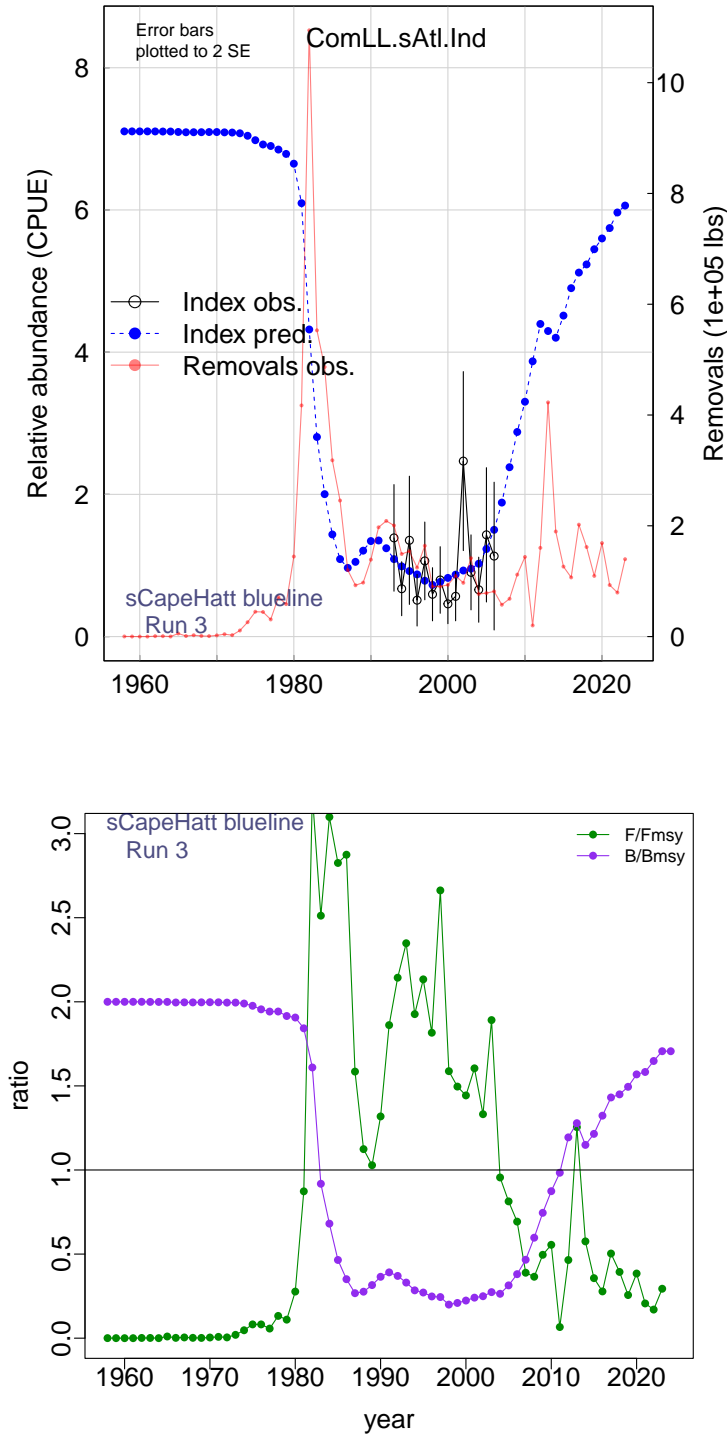 Error bars
plotted to 2 SE
ComLL.sAtl.Ind
Relative abundance (CPUE)
Removals (1e+05 lbs)
8
6
4
2
0
10
8
6
4
2
0
Index obs.
Index pred.
Removals obs.
sCapeHatt blueline
Run 3
1960 1980 2000 2020
sCapeHatt blueline
Run 3
F/Fmsy
B/Bmsy
ratio
3.0
2.5
2.0
1.5
1.0
0.5
0.0
1960 1970 1980 1990 2000 2010 2020
year